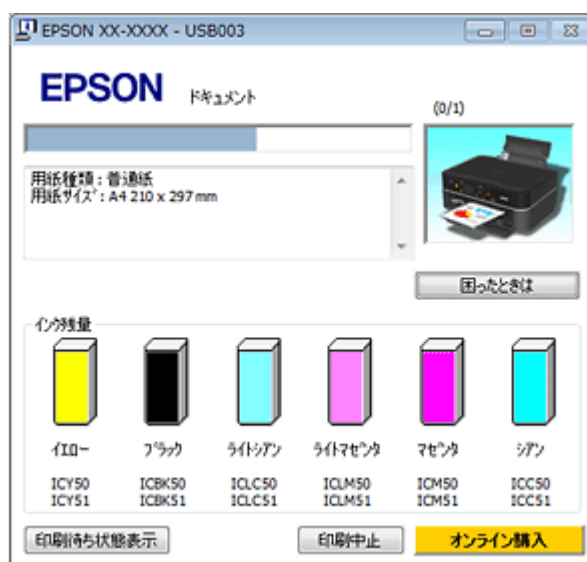 EPSON XX-XXXX - USB003
EPSON ドキュメント
(0/1)
用紙種類 : 普通紙
用紙サイズ : A4 210 x 297 mm
困ったときは
インク残量
イエロー ブラック ライトシアン ライトマゼンタ マゼンタ シアン
ICY50 ICBK50 ICLC50 ICLM50 ICM50 ICC50
ICY51 ICBK51 ICLC51 ICLM51 ICM51 ICC51
印刷待ち状態表示 印刷中止 オンライン購入